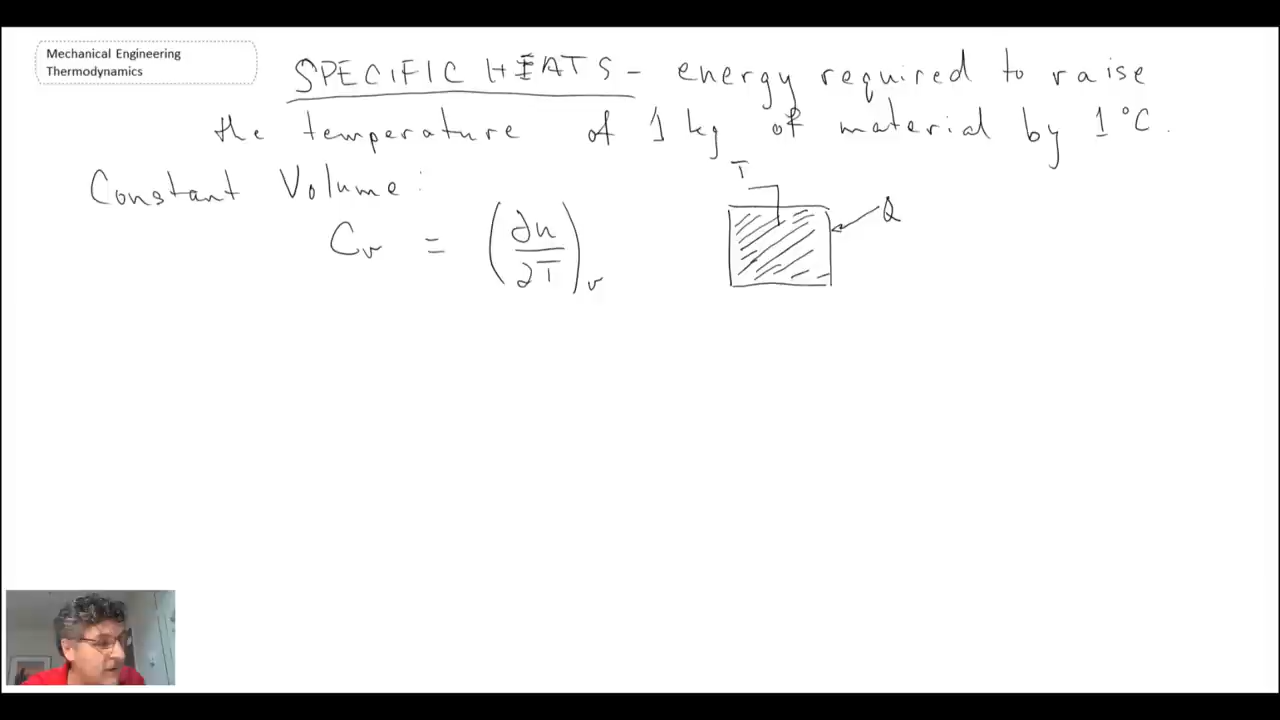 Mechanical Engineering
Thermodynamics
SPECIFIC HEATS - energy required to raise
the temperature of 1 kg of material by 1°C.
Constant Volume:
T
Q
Cv = (∂u/∂T)v